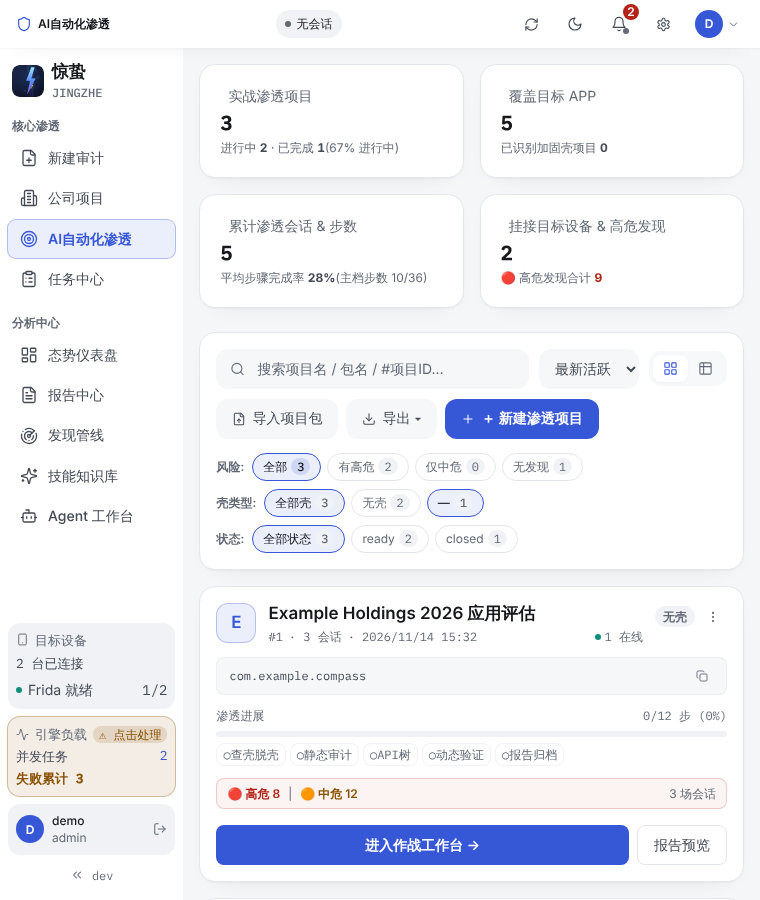 AI自动化渗透
无会话
2
D
惊蛰
JINGZHE
核心渗透
新建审计
公司项目
AI自动化渗透
任务中心
分析中心
态势仪表盘
报告中心
发现管线
技能知识库
Agent 工作台
目标设备
2 台已连接
Frida 就绪 1/2
引擎负载 ⚠ 点击处理
并发任务 2
失败累计 3
D
demo
admin
dev
实战渗透项目
3
进行中 2 · 已完成 1(67% 进行中)
覆盖目标 APP
5
已识别加固壳项目 0
累计渗透会话 & 步数
5
平均步骤完成率 28%(主档步数 10/36)
挂接目标设备 & 高危发现
2
🔴 高危发现合计 9
搜索项目名 / 包名 / #项目ID...
最新活跃
导入项目包
导出
+ + 新建渗透项目
风险: 全部 3 有高危 2 仅中危 0 无发现 1
壳类型: 全部壳 3 无壳 2 — 1
状态: 全部状态 3 ready 2 closed 1
E
Example Holdings 2026 应用评估
无壳
#1 · 3 会话 · 2026/11/14 15:32
1 在线
com.example.compass
渗透进展 0/12 步 (0%)
○查壳脱壳 ○静态审计 ○API树 ○动态验证 ○报告归档
🔴 高危 8 | 🟠 中危 12 3 场会话
进入作战工作台 →
报告预览